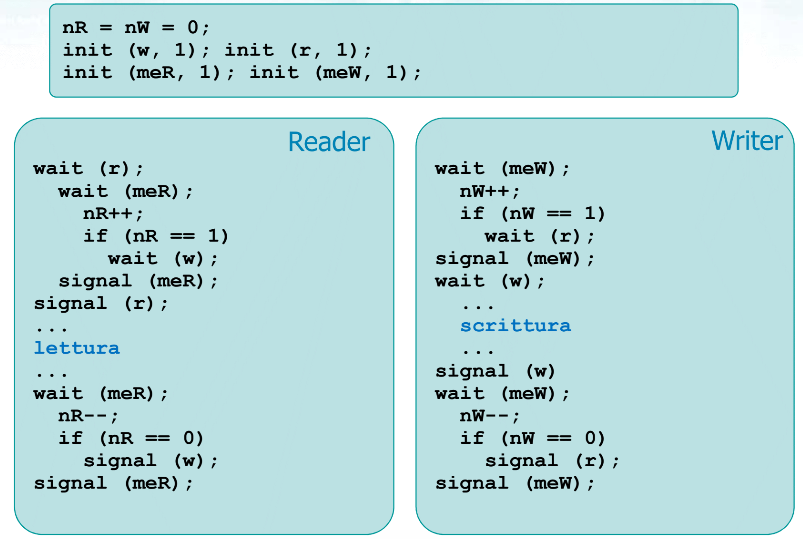 nR = nW = 0;
init (w, 1); init (r, 1);
init (meR, 1); init (meW, 1);
Reader
wait (r);
wait (meR);
nR++;
if (nR == 1)
wait (w);
signal (meR);
signal (r);
...
lettura
...
wait (meR);
nR--;
if (nR == 0)
signal (w);
signal (meR);
Writer
wait (meW);
nW++;
if (nW == 1)
wait (r);
signal (meW);
wait (w);
...
scrittura
...
signal (w)
wait (meW);
nW--;
if (nW == 0)
signal (r);
signal (meW);